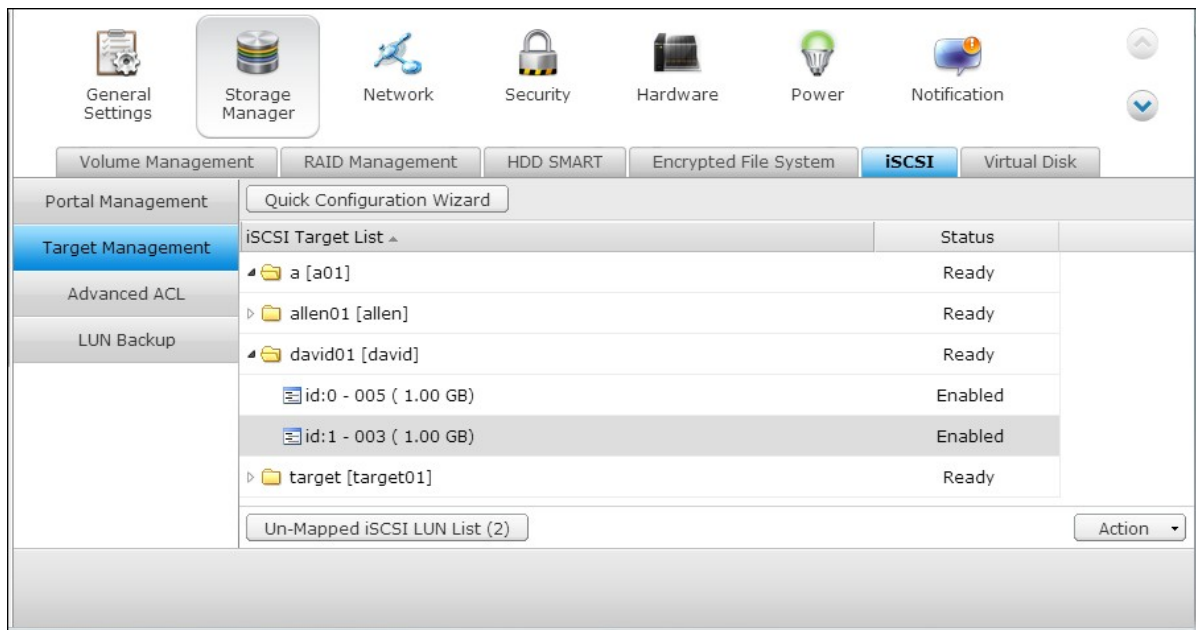 General Settings
Storage Manager
Network
Security
Hardware
Power
Notification
Volume Management
RAID Management
HDD SMART
Encrypted File System
iSCSI
Virtual Disk
Portal Management
Target Management
Advanced ACL
LUN Backup
Quick Configuration Wizard
iSCSI Target List
Status
a [a01]
Ready
allen01 [allen]
Ready
david01 [david]
Ready
id:0 - 005 ( 1.00 GB)
Enabled
id:1 - 003 ( 1.00 GB)
Enabled
target [target01]
Ready
Un-Mapped iSCSI LUN List (2)
Action